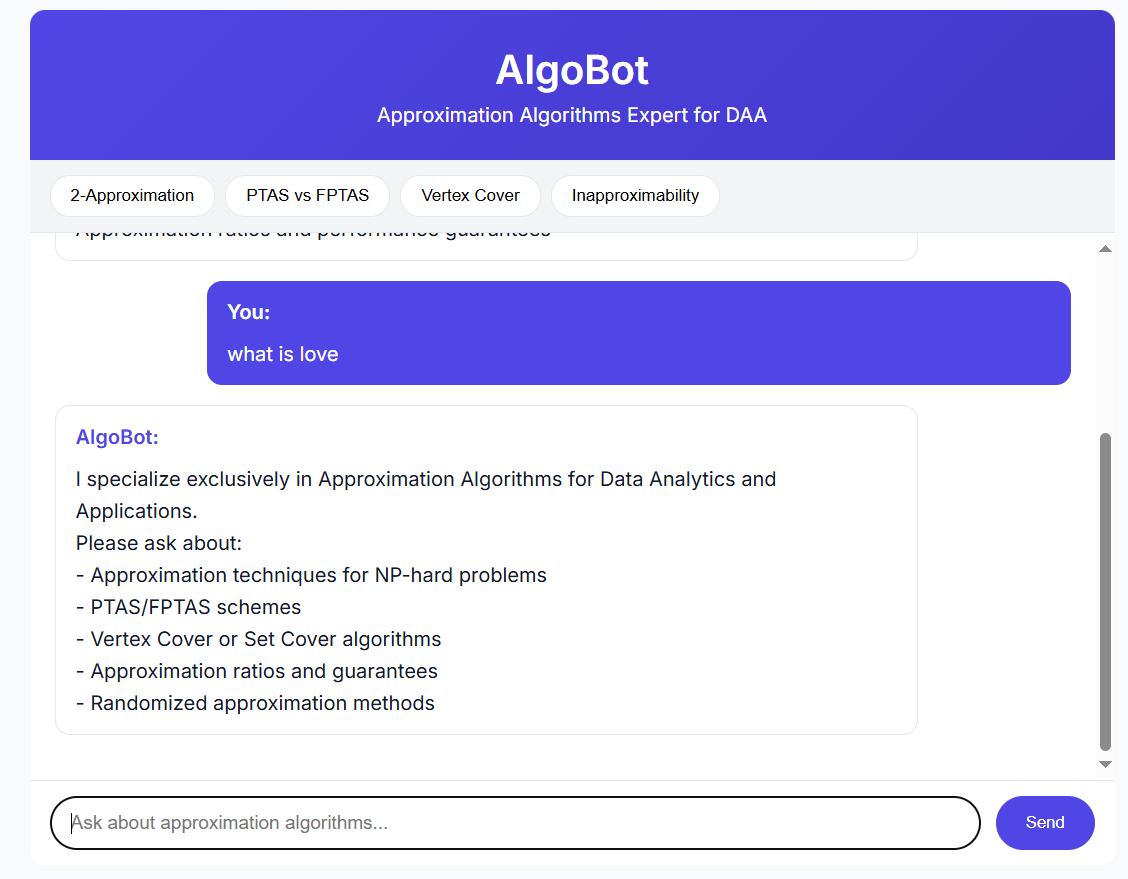 AlgoBot
Approximation Algorithms Expert for DAA
2-Approximation
PTAS vs FPTAS
Vertex Cover
Inapproximability
Approximation ratios and performance guarantees
You:
what is love
AlgoBot:
I specialize exclusively in Approximation Algorithms for Data Analytics and
Applications.
Please ask about:
- Approximation techniques for NP-hard problems
- PTAS/FPTAS schemes
- Vertex Cover or Set Cover algorithms
- Approximation ratios and guarantees
- Randomized approximation methods
Ask about approximation algorithms...
Send